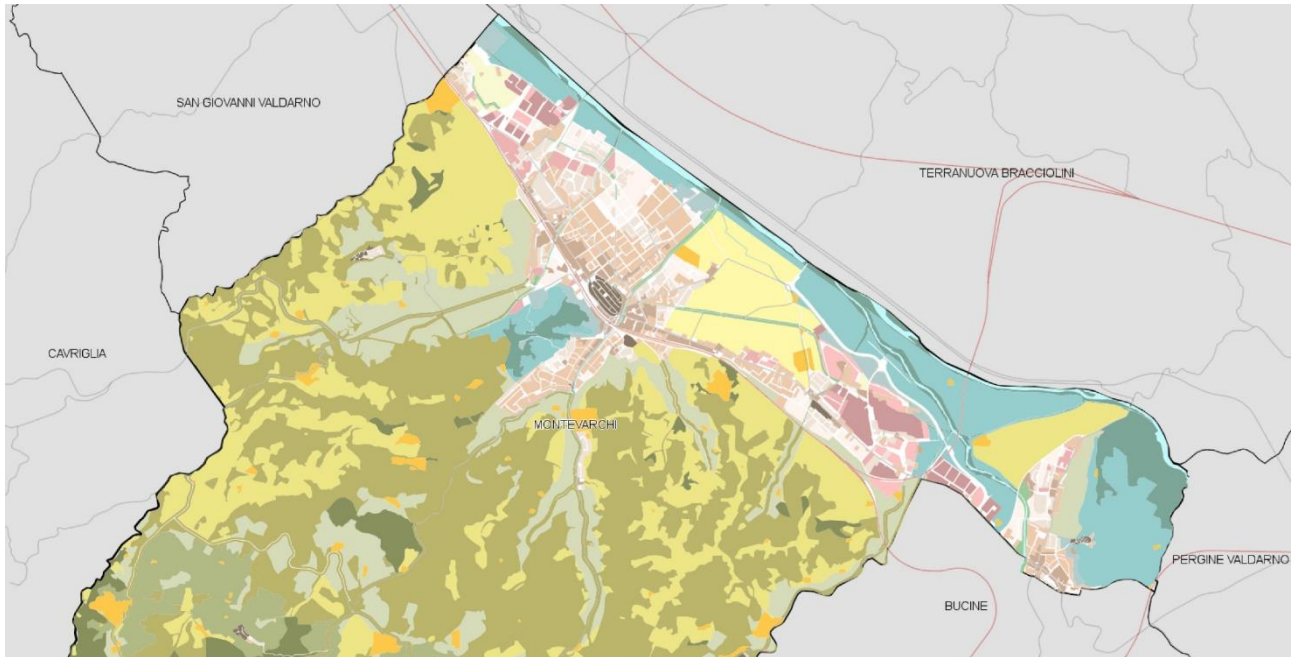 SAN GIOVANNI VALDARNO
TERRANUOVA BRACCIOLINI
CAVRIGLIA
MONTEVARCHI
PERGINE VALDARNO
BUCINE